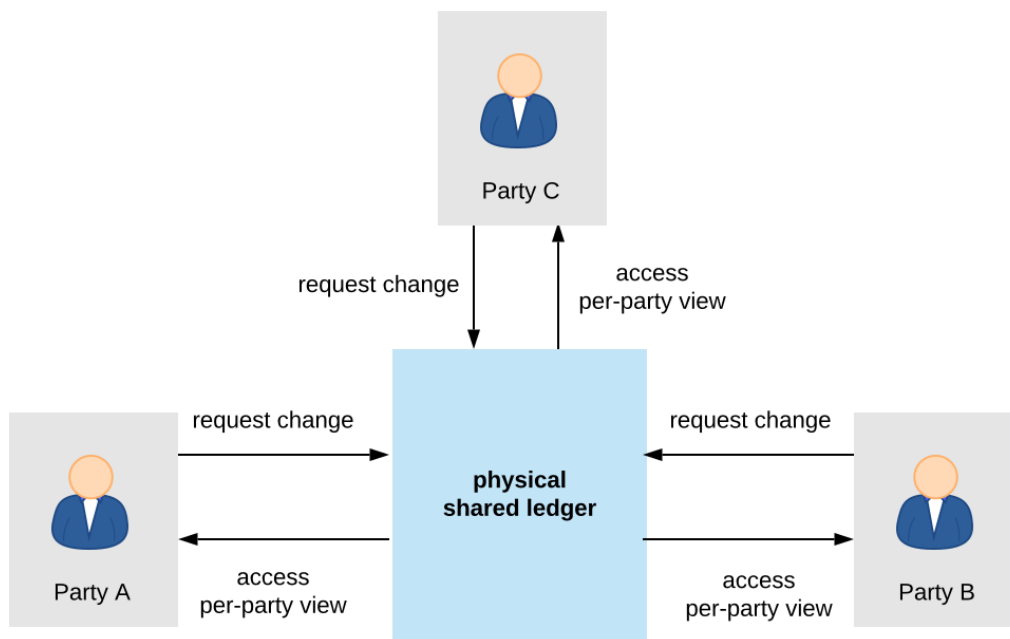 Party C
request change
access
per-party view
request change
request change
physical
shared ledger
Party A
access
per-party view
access
per-party view
Party B